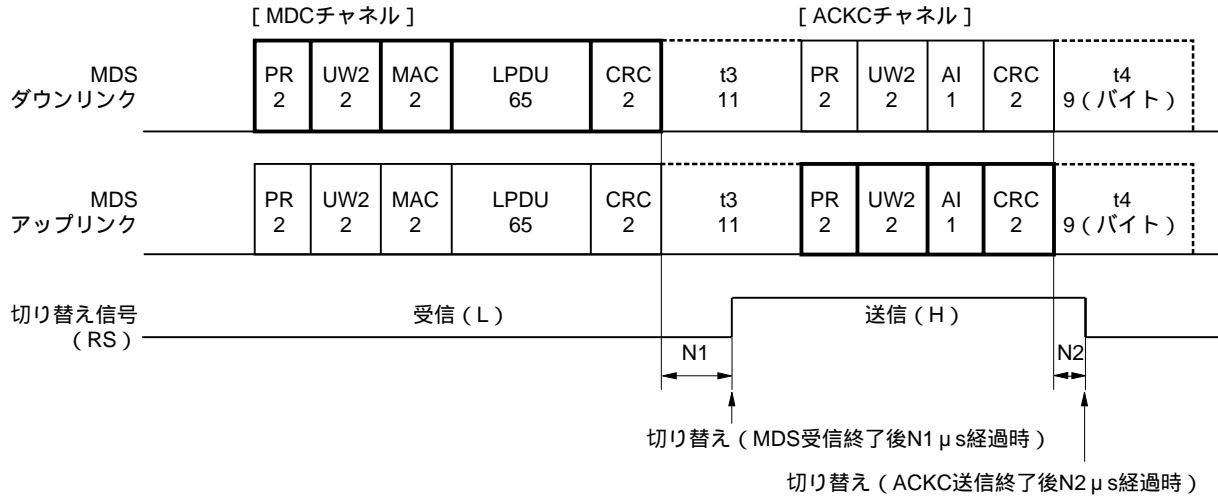 [ MDCチャネル ]
[ ACKCチャネル ]
MDS
ダウンリンク
PR
2
UW2
2
MAC
2
LPDU
65
CRC
2
t3
11
PR
2
UW2
2
AI
1
CRC
2
t4
9 ( バイト )
MDS
アップリンク
PR
2
UW2
2
MAC
2
LPDU
65
CRC
2
t3
11
PR
2
UW2
2
AI
1
CRC
2
t4
9 ( バイト )
切り替え信号
( RS )
受信 ( L )
送信 ( H )
N1
N2
切り替え ( MDS受信終了後N1 μs経過時 )
切り替え ( ACKC送信終了後N2 μs経過時 )